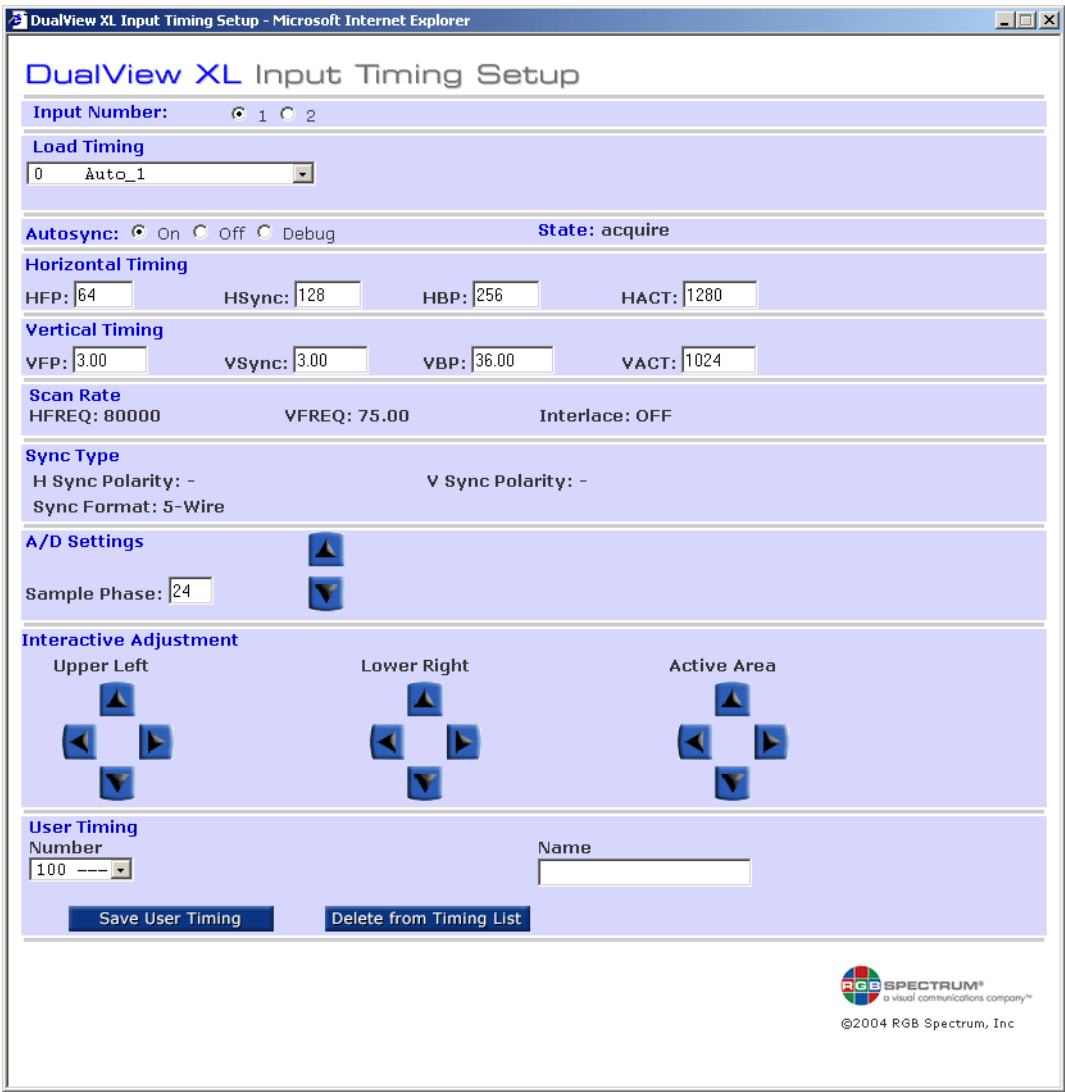 DualView XL Input Timing Setup - Microsoft Internet Explorer
DualView XL Input Timing Setup
Input Number: 1 2
Load Timing
0 Auto_1
Autosync: On Off Debug State: acquire
Horizontal Timing
HFP: 64 HSync: 128 HBP: 256 HACT: 1280
Vertical Timing
VFP: 3.00 VSync: 3.00 VBP: 36.00 VACT: 1024
Scan Rate
HFREQ: 80000 VFREQ: 75.00 Interlace: OFF
Sync Type
H Sync Polarity: - V Sync Polarity: -
Sync Format: 5-Wire
A/D Settings
Sample Phase: 24
Interactive Adjustment
Upper Left Lower Right Active Area
User Timing
Number Name
100 ---
Save User Timing Delete from Timing List
RGB SPECTRUM®
a visual communications company™
©2004 RGB Spectrum, Inc